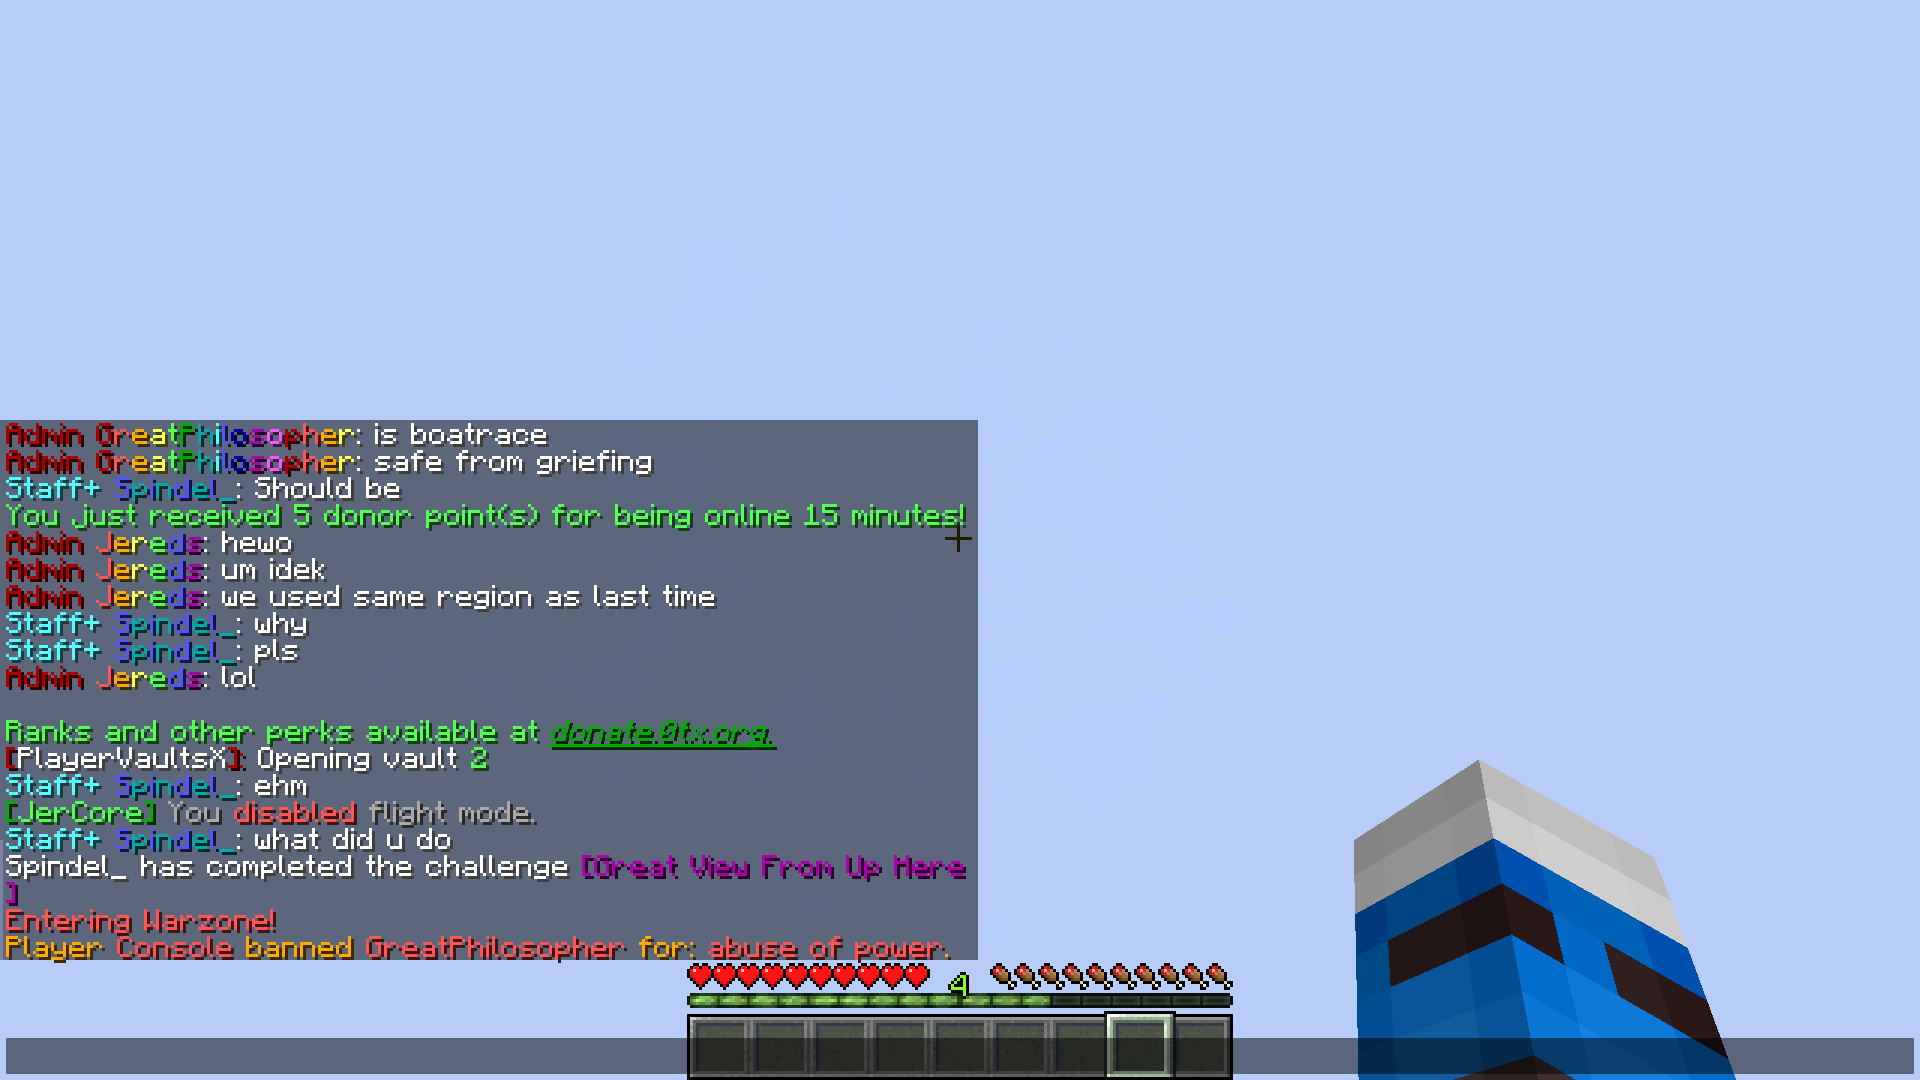 Admin GreatPhilosopher: is boatrace
Admin GreatPhilosopher: safe from griefing
Staff+ Spindel_: Should be
You just received 5 donor point(s) for being online 15 minutes!
Admin Jereds: hewo
Admin Jereds: um idek
Admin Jereds: we used same region as last time
Staff+ Spindel_: why
Staff+ Spindel_: pls
Admin Jereds: lol
Ranks and other perks available at donate.0tx.org.
[PlayerVaultsX]: Opening vault 2
Staff+ Spindel_: ehm
[JerCore] You disabled flight mode.
Staff+ Spindel_: what did u do
Spindel_ has completed the challenge [Great View From Up Here
]
Entering Warzone!
Player Console banned GreatPhilosopher for: abuse of power.
4